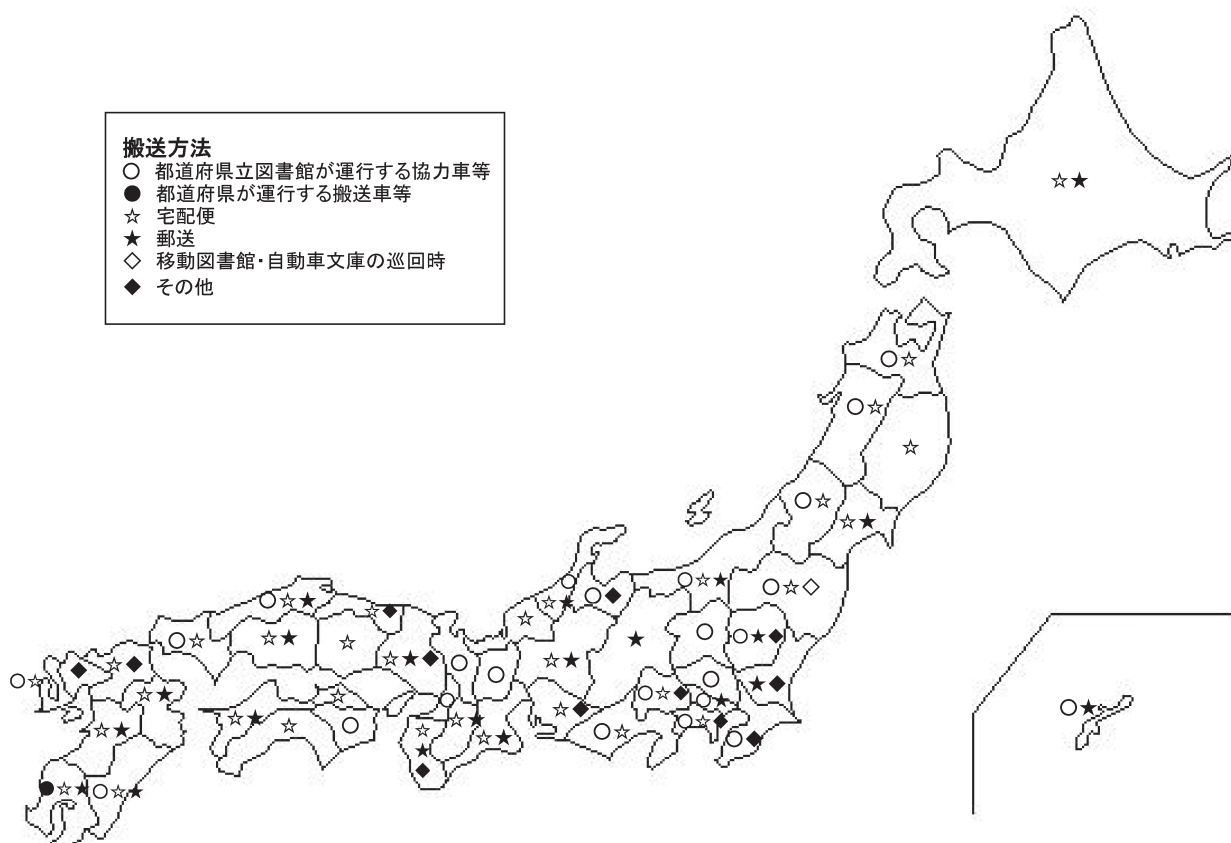 搬送方法
○ 都道府県立図書館が運行する協力車等
● 都道府県が運行する搬送車等
☆ 宅配便
★ 郵送
◇ 移動図書館・自動車文庫の巡回時
◆ その他